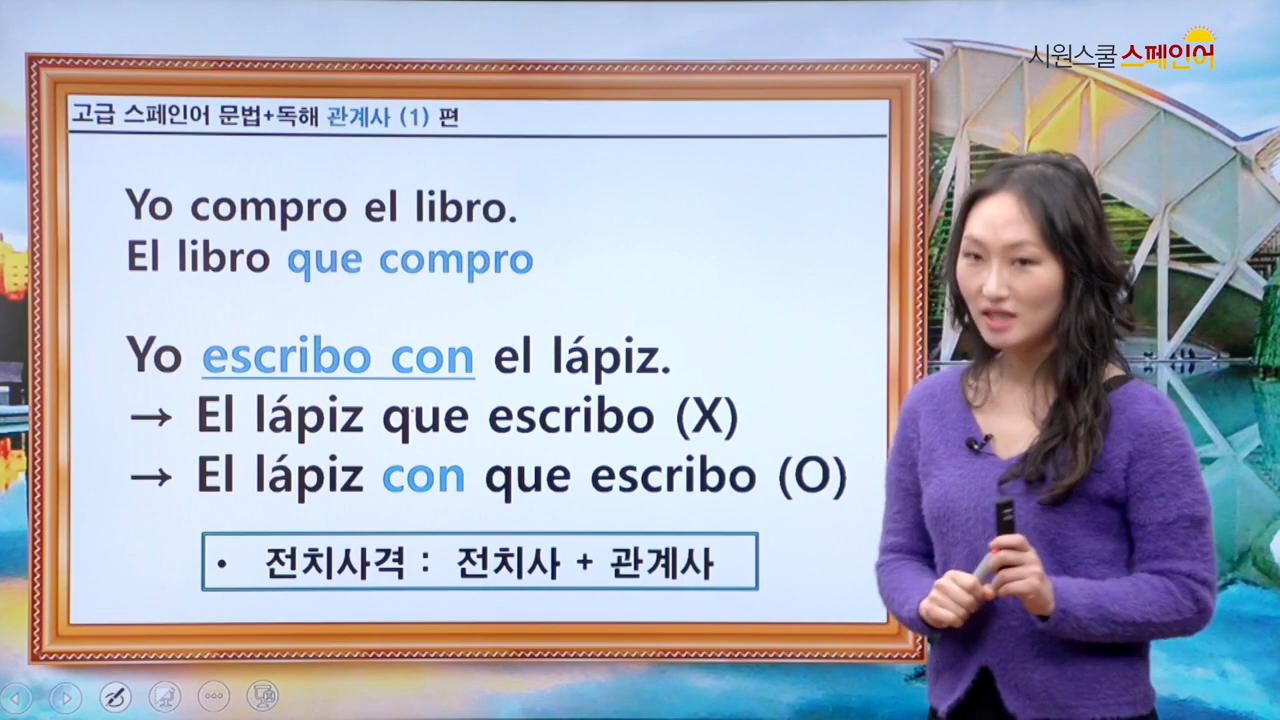 시원스쿨 스페인어
고급 스페인어 문법+독해 관계사 (1) 편
Yo compro el libro.
El libro que compro
Yo escribo con el lápiz.
→ El lápiz que escribo (X)
→ El lápiz con que escribo (O)
• 전치사격 : 전치사 + 관계사